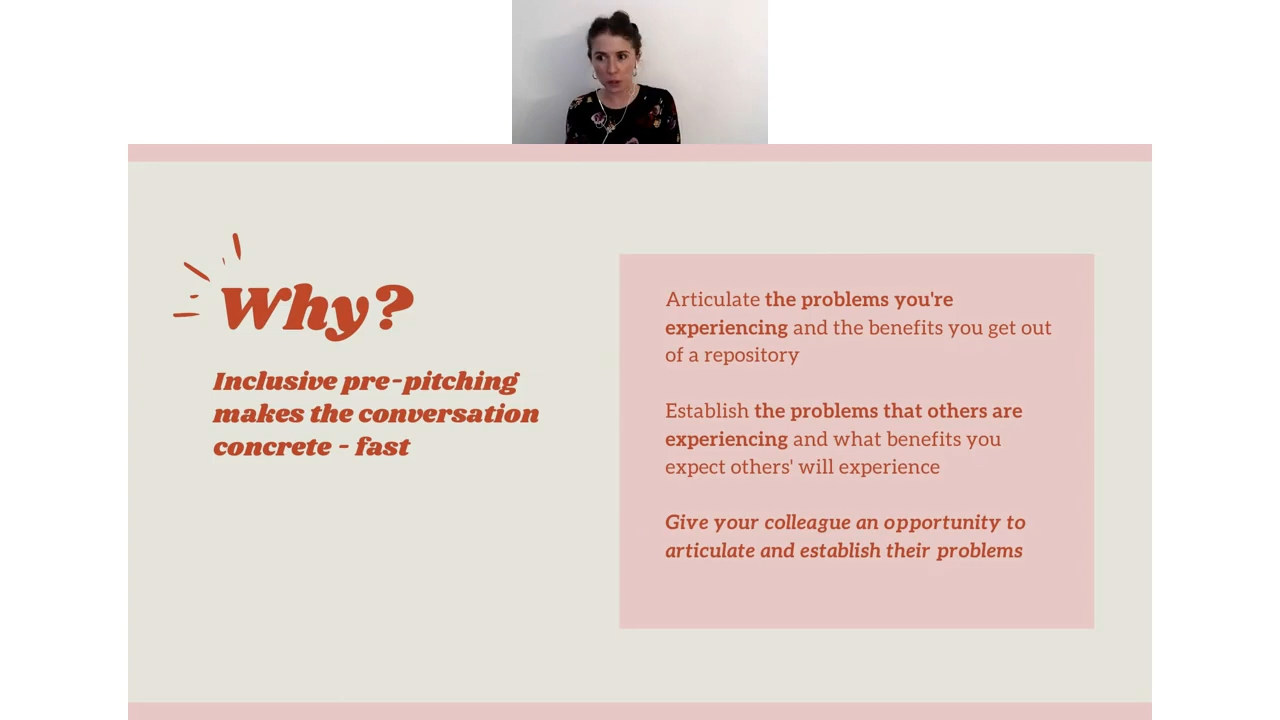 Why?
Inclusive pre-pitching
makes the conversation
concrete - fast
Articulate the problems you're
experiencing and the benefits you get out
of a repository
Establish the problems that others are
experiencing and what benefits you
expect others' will experience
Give your colleague an opportunity to
articulate and establish their problems